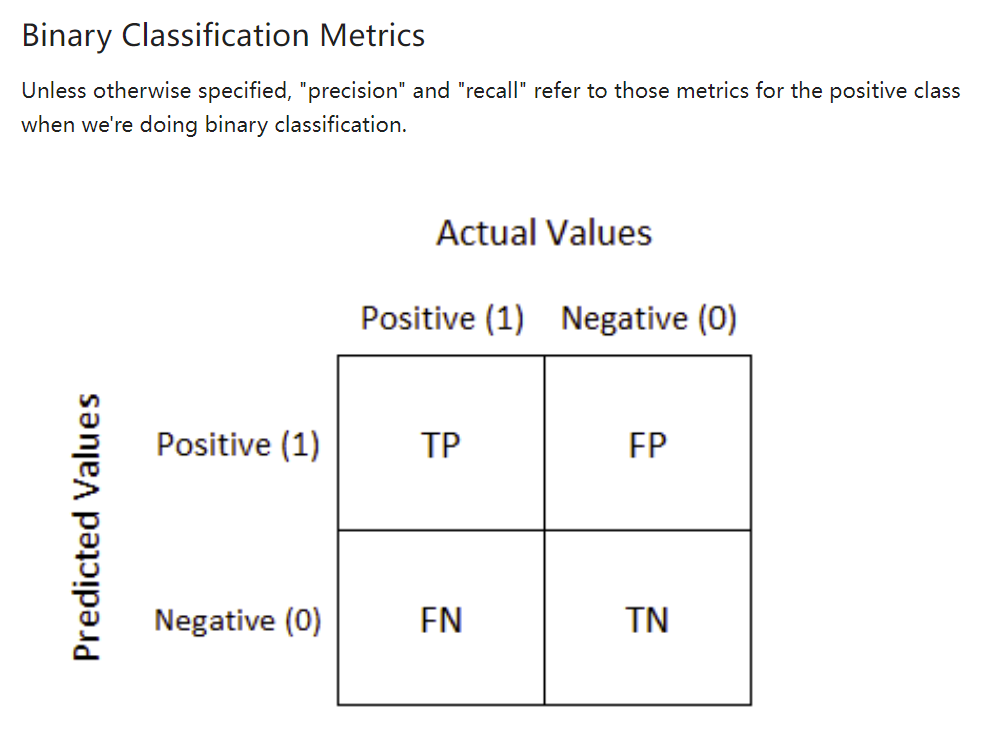 Binary Classification Metrics
Unless otherwise specified, "precision" and "recall" refer to those metrics for the positive class
when we're doing binary classification.
Actual Values
Positive (1) Negative (0)
Predicted Values
Positive (1) TP FP
Negative (0) FN TN